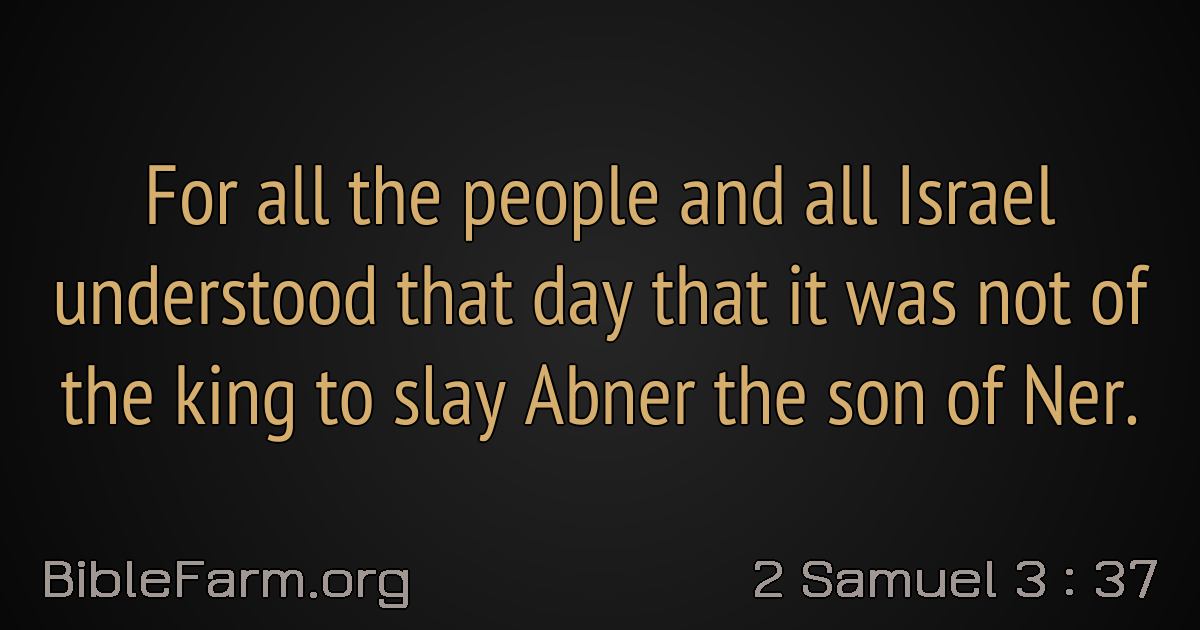 For all the people and all Israel
understood that day that it was not of
the king to slay Abner the son of Ner.
BibleFarm.org
2 Samuel 3 : 37